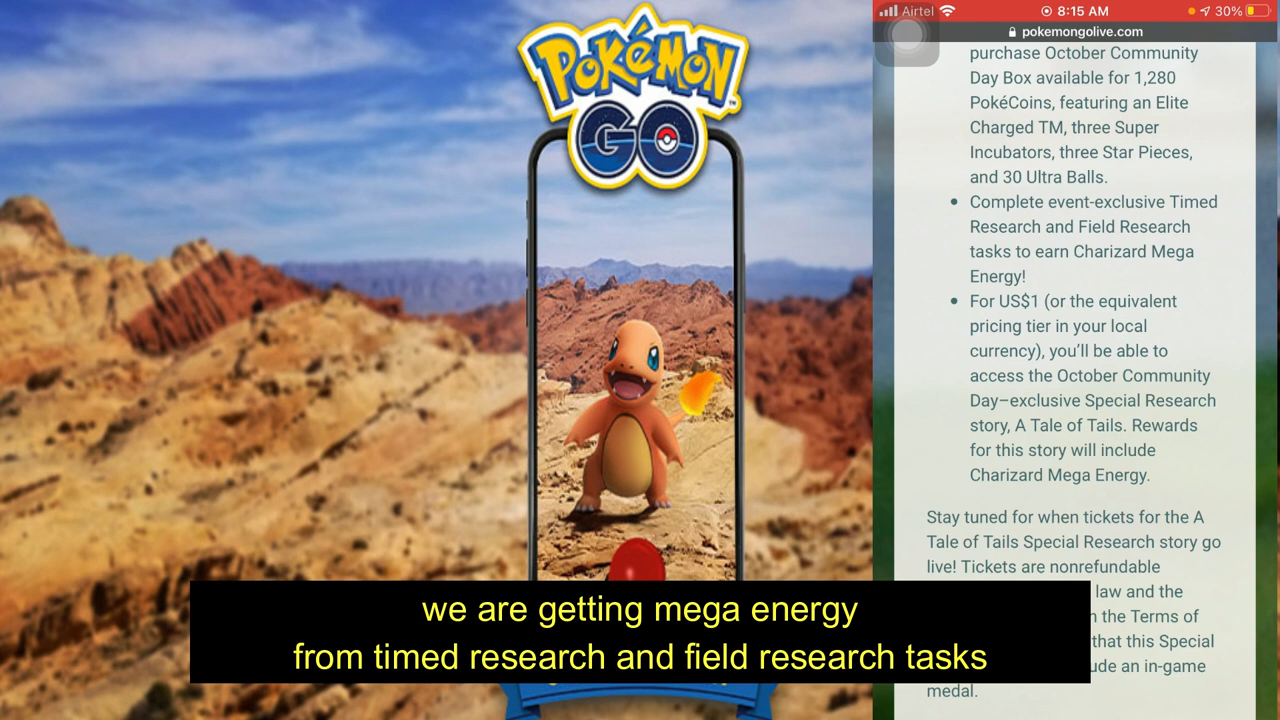 POKÉMON
GO
Airtel
8:15 AM
30%
pokemongolive.com
purchase October Community
Day Box available for 1,280
PokéCoins, featuring an Elite
Charged TM, three Super
Incubators, three Star Pieces,
and 30 Ultra Balls.
• Complete event-exclusive Timed
Research and Field Research
tasks to earn Charizard Mega
Energy!
• For US$1 (or the equivalent
pricing tier in your local
currency), you’ll be able to
access the October Community
Day–exclusive Special Research
story, A Tale of Tails. Rewards
for this story will include
Charizard Mega Energy.
Stay tuned for when tickets for the A
Tale of Tails Special Research story go
live! Tickets are nonrefundable
law and the
the Terms of
that this Special
an in-game
medal.
we are getting mega energy
from timed research and field research tasks